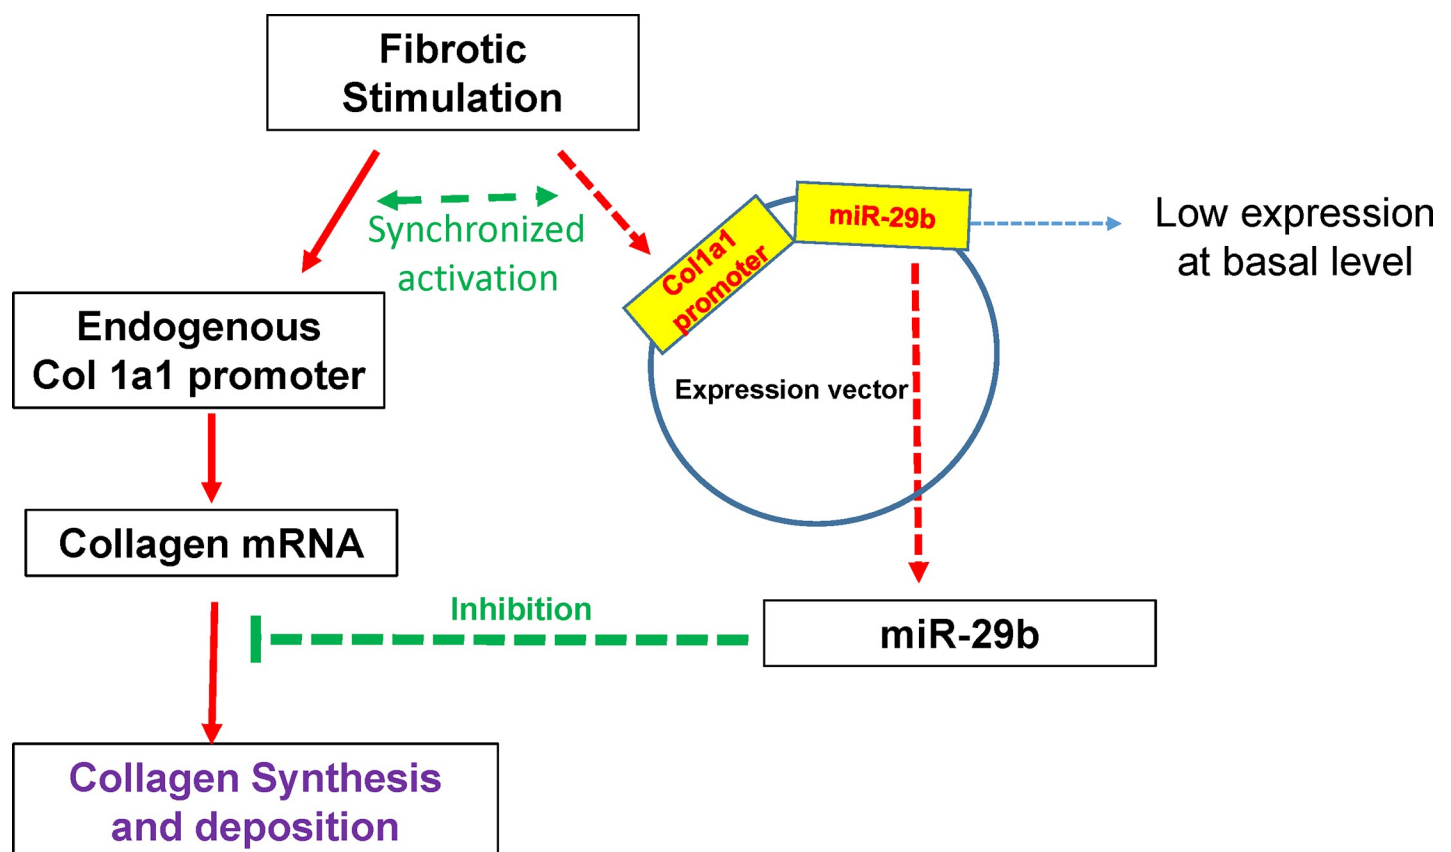 Fibrotic
Stimulation
Synchronized
activation
Col1a1
promoter
miR-29b
Low expression
at basal level
Endogenous
Col 1a1 promoter
Expression vector
Collagen mRNA
Inhibition
miR-29b
Collagen Synthesis
and deposition